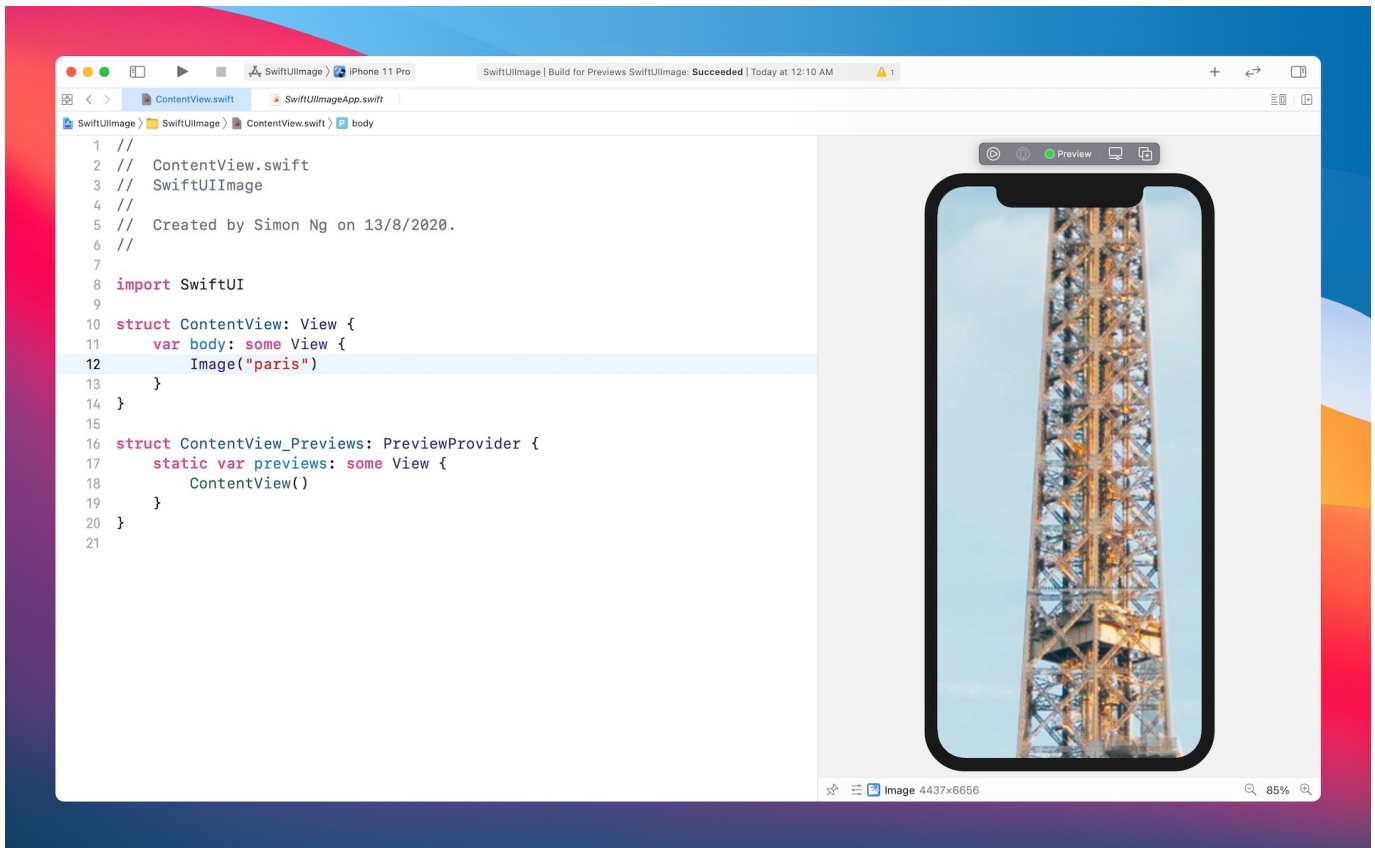 SwiftUIImage 〉 iPhone 11 Pro
SwiftUIImage | Build for Previews SwiftUIImage: Succeeded | Today at 12:10 AM
1
ContentView.swift
SwiftUIImageApp.swift
SwiftUIImage 〉 SwiftUIImage 〉 ContentView.swift 〉 P body
1 //
2 //  ContentView.swift
3 //  SwiftUIImage
4 //
5 //  Created by Simon Ng on 13/8/2020.
6 //
7
8 import SwiftUI
9
10 struct ContentView: View {
11     var body: some View {
12         Image("paris")
13     }
14 }
15
16 struct ContentView_Previews: PreviewProvider {
17     static var previews: some View {
18         ContentView()
19     }
20 }
21
Preview
Image 4437×6656
85%